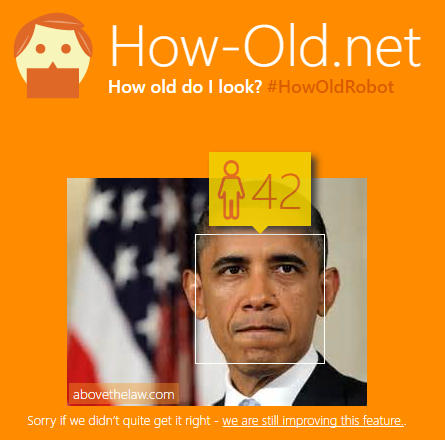 How-Old.net
How old do I look? #HowOldRobot
42
abovethelaw.com
Sorry if we didn't quite get it right - we are still improving this feature..